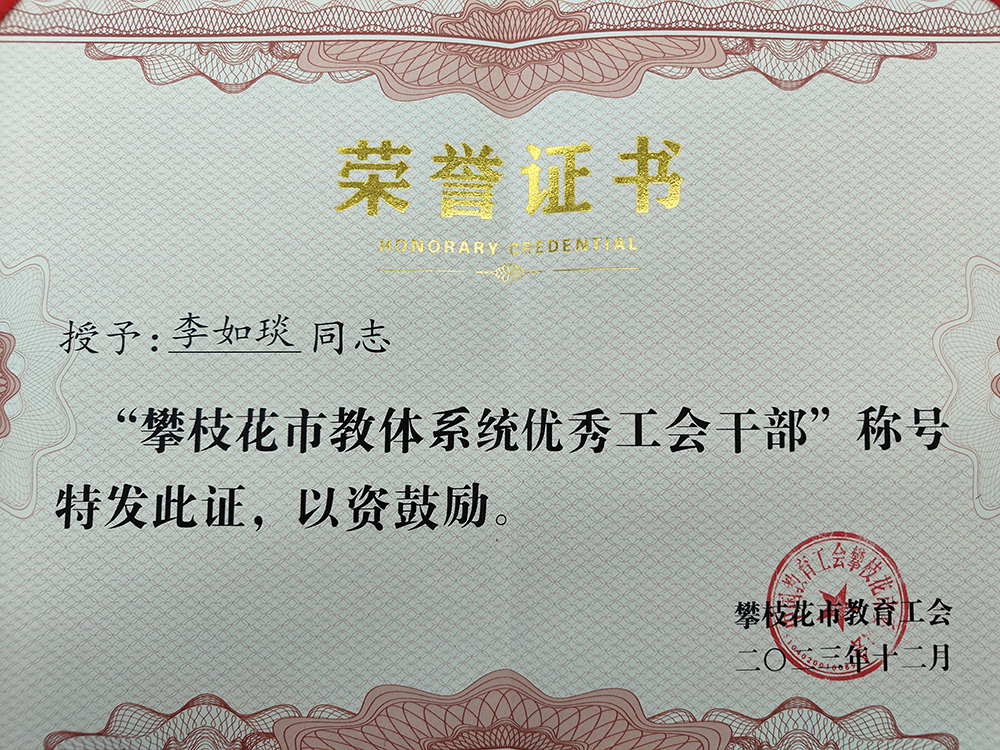 荣誉证书
HONORARY CREDENTIAL
授予：李如琰 同志
“攀枝花市教体系统优秀工会干部”称号
特发此证，以资鼓励。
攀枝花市教育工会
二〇二三年十二月